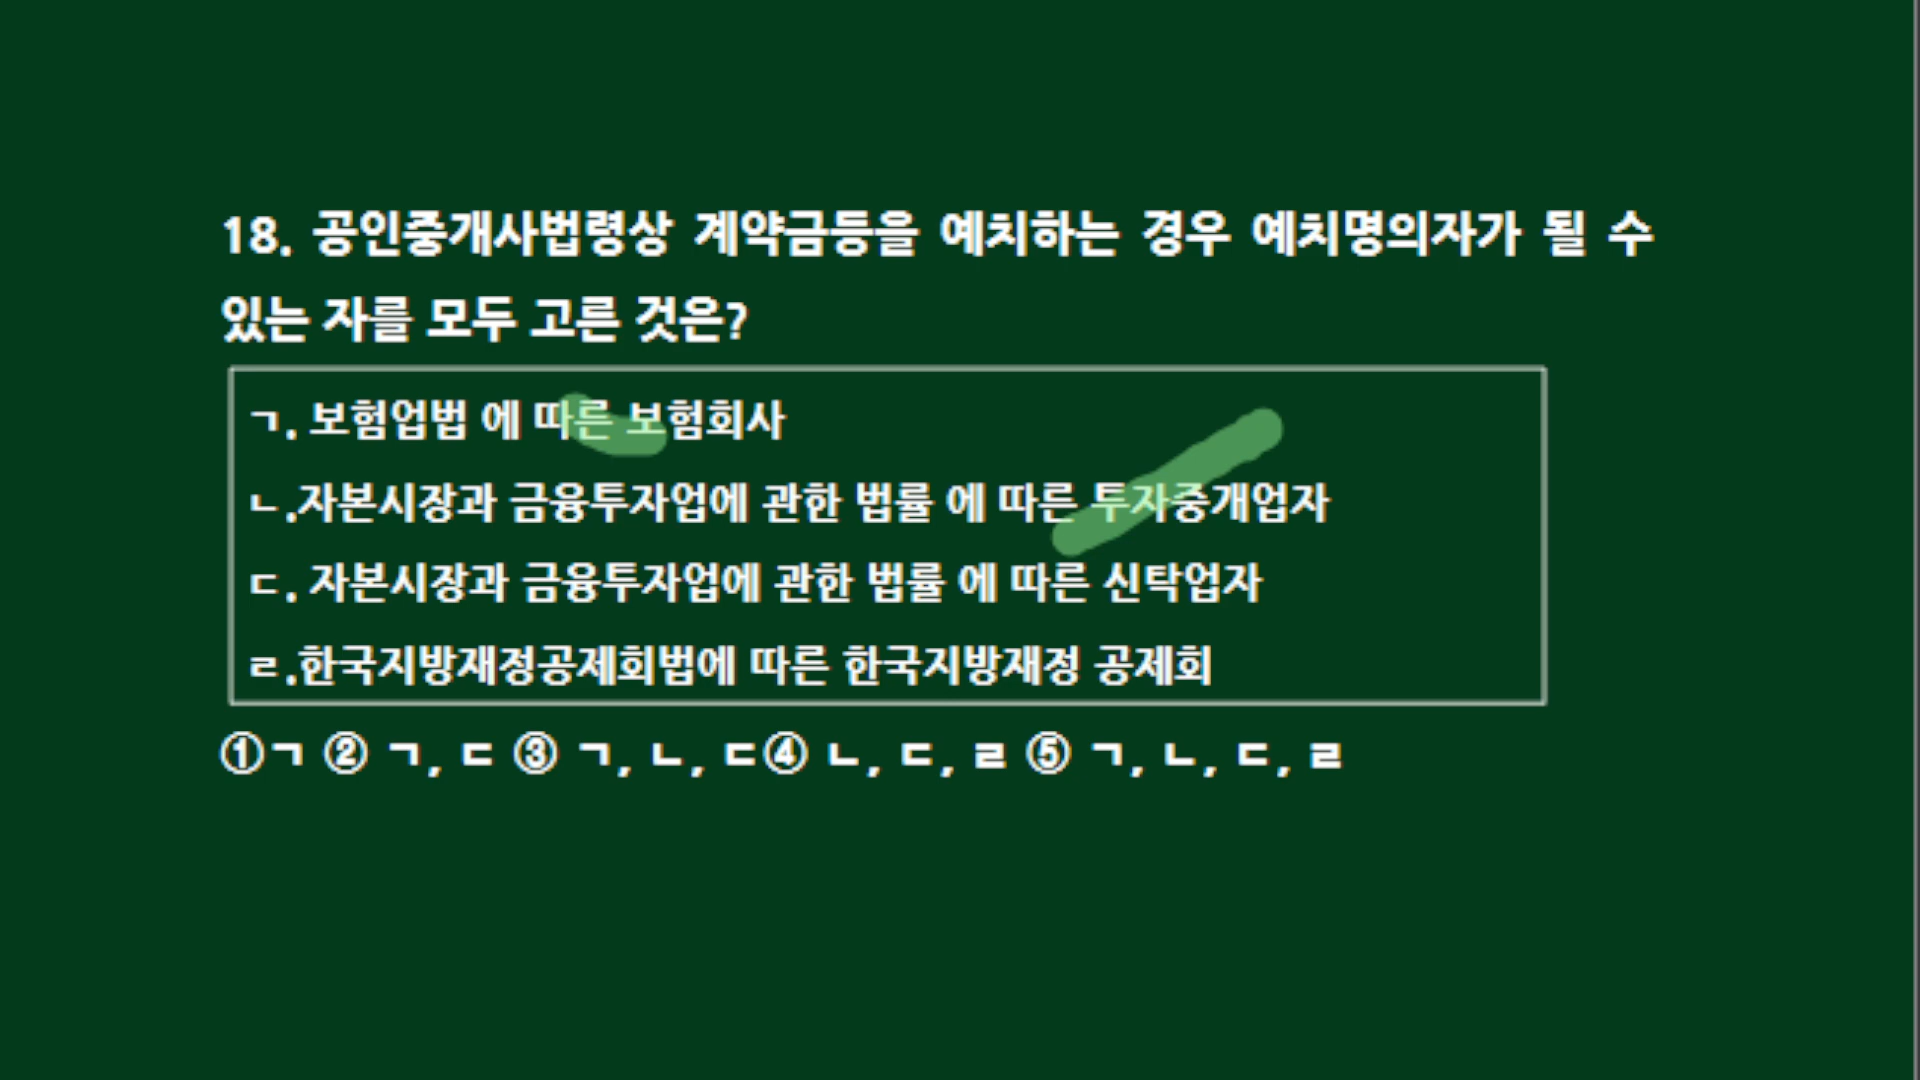 18. 공인중개사법령상 계약금등을 예치하는 경우 예치명의자가 될 수
있는 자를 모두 고른 것은?
ㄱ. 보험업법 에 따른 보험회사
ㄴ.자본시장과 금융투자업에 관한 법률 에 따른 투자중개업자
ㄷ. 자본시장과 금융투자업에 관한 법률 에 따른 신탁업자
ㄹ.한국지방재정공제회법에 따른 한국지방재정 공제회
①ㄱ ② ㄱ, ㄷ ③ ㄱ, ㄴ, ㄷ④ ㄴ, ㄷ, ㄹ ⑤ ㄱ, ㄴ, ㄷ, ㄹ